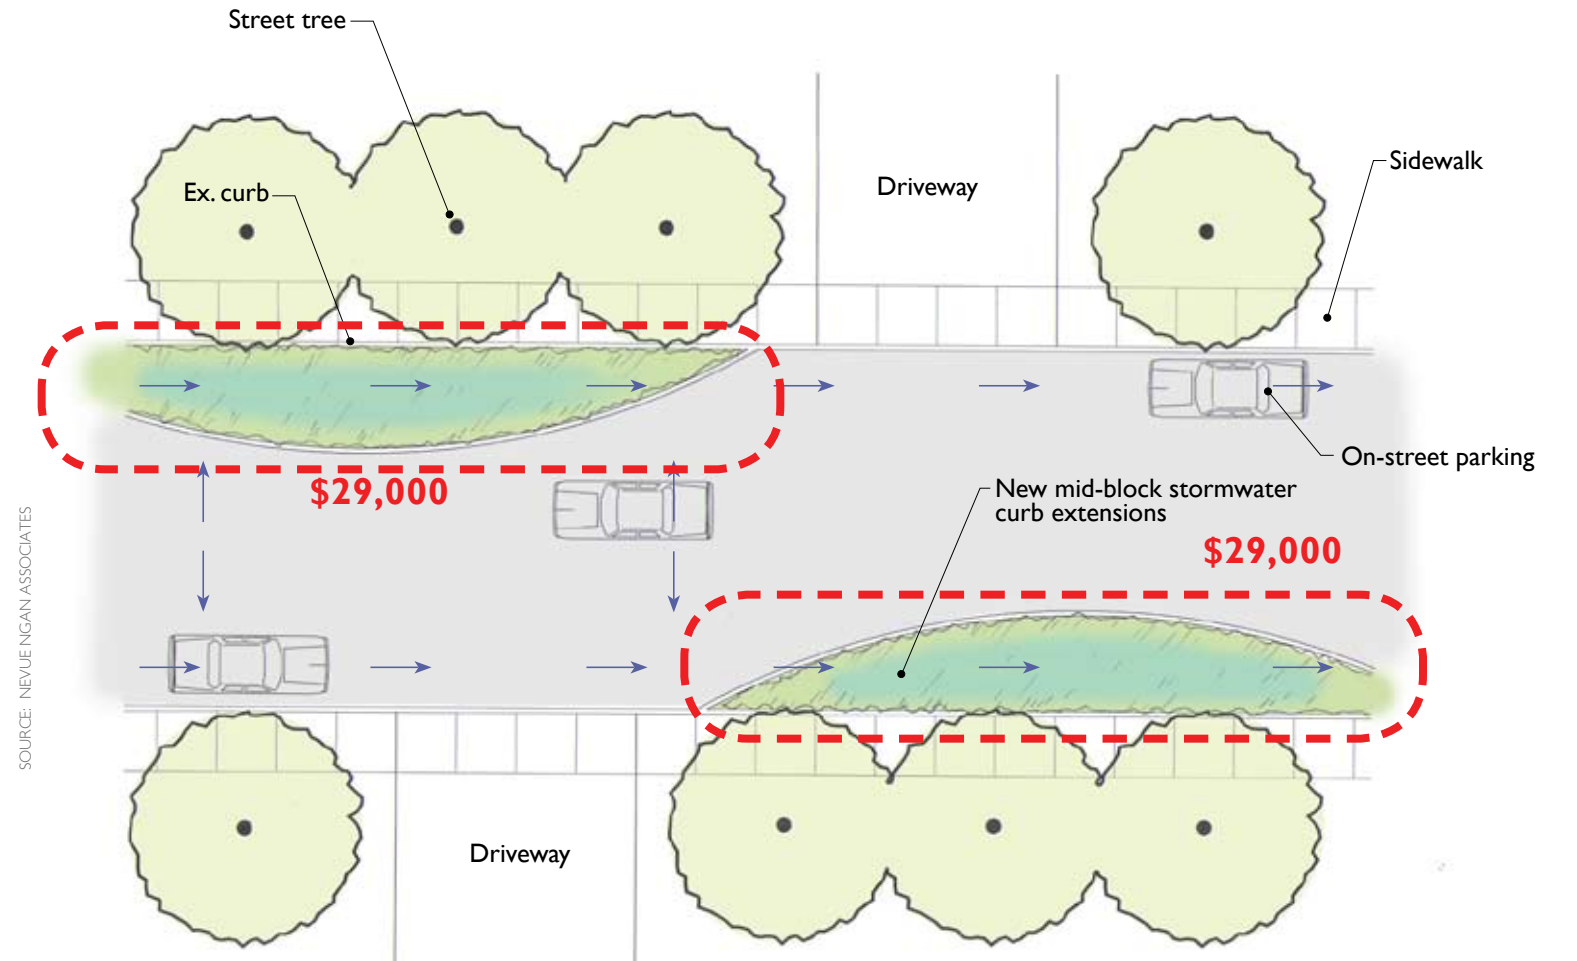 Street tree
Ex. curb
Driveway
Sidewalk
On-street parking
$29,000
New mid-block stormwater
curb extensions
$29,000
Driveway
SOURCE: NEVUE NGAN ASSOCIATES